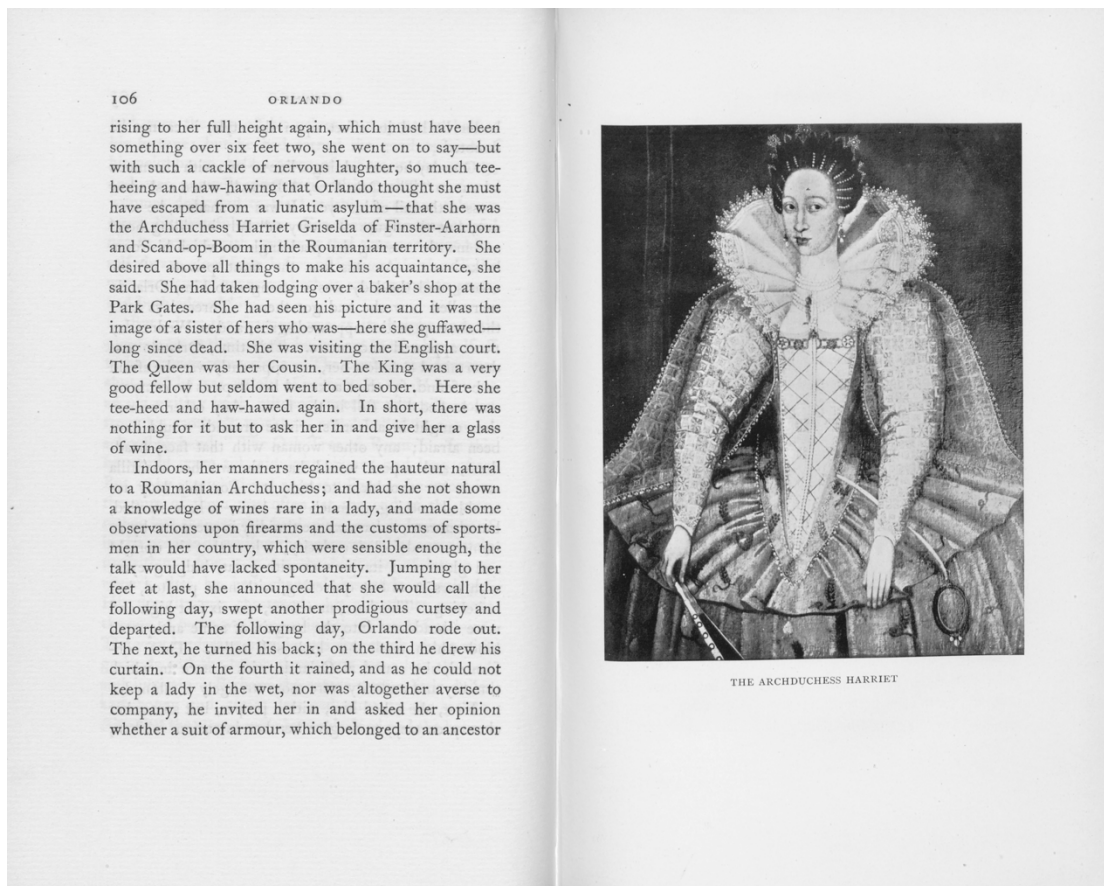 106 ORLANDO
rising to her full height again, which must have been
something over six feet two, she went on to say—but
with such a cackle of nervous laughter, so much tee-
heeing and haw-hawing that Orlando thought she must
have escaped from a lunatic asylum—that she was
the Archduchess Harriet Griselda of Finster-Aarhorn
and Scand-op-Boom in the Roumanian territory. She
desired above all things to make his acquaintance, she
said. She had taken lodging over a baker's shop at the
Park Gates. She had seen his picture and it was the
image of a sister of hers who was—here she guffawed—
long since dead. She was visiting the English court.
The Queen was her Cousin. The King was a very
good fellow but seldom went to bed sober. Here she
tee-heed and haw-hawed again. In short, there was
nothing for it but to ask her in and give her a glass
of wine.
Indoors, her manners regained the hauteur natural
to a Roumanian Archduchess; and had she not shown
a knowledge of wines rare in a lady, and made some
observations upon firearms and the customs of sports-
men in her country, which were sensible enough, the
talk would have lacked spontaneity. Jumping to her
feet at last, she announced that she would call the
following day, swept another prodigious curtsey and
departed. The following day, Orlando rode out.
The next, he turned his back; on the third he drew his
curtain. On the fourth it rained, and as he could not
keep a lady in the wet, nor was altogether averse to
company, he invited her in and asked her opinion
whether a suit of armour, which belonged to an ancestor
THE ARCHDUCHESS HARRIET